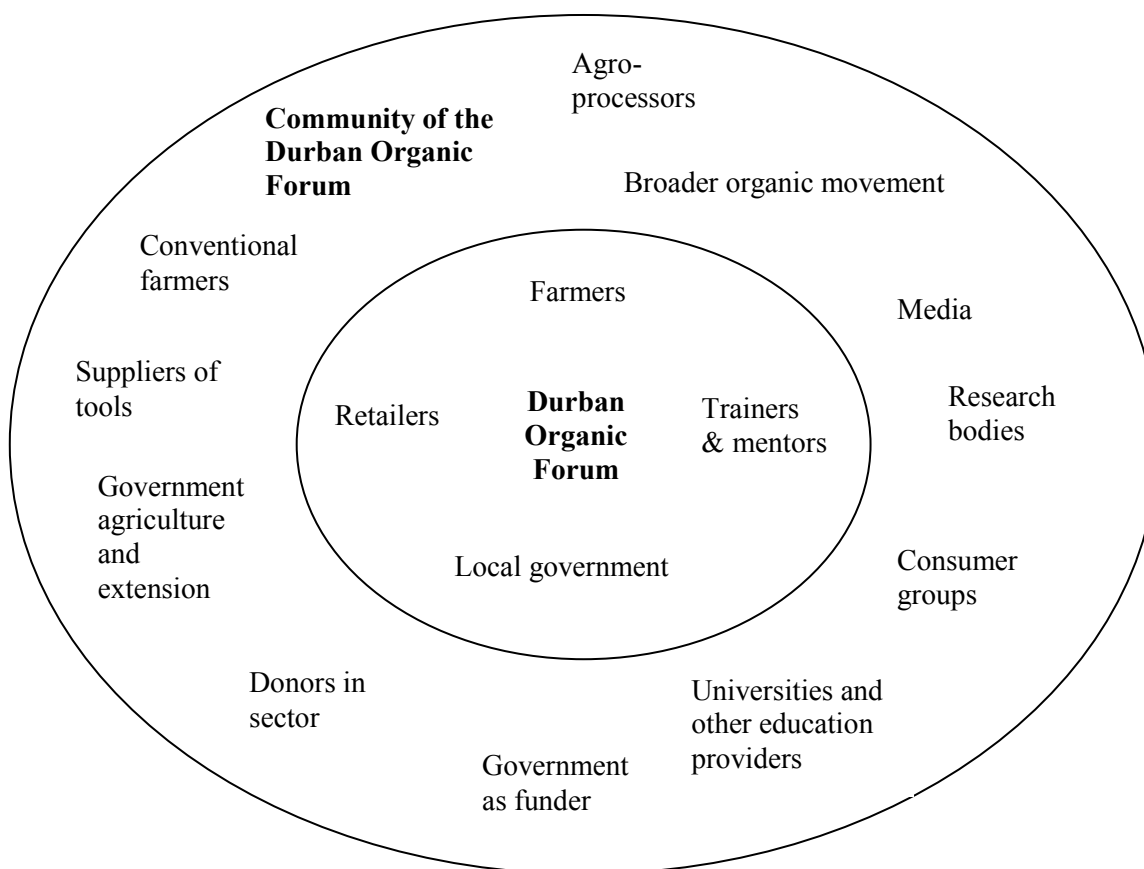 Agro-
processors
Community of the
Durban Organic
Forum
Broader organic movement
Conventional
farmers
Farmers
Media
Suppliers of
tools
Retailers
Durban
Organic
Forum
Trainers
& mentors
Research
bodies
Government
agriculture
and
extension
Local government
Consumer
groups
Donors in
sector
Universities and
other education
providers
Government
as funder